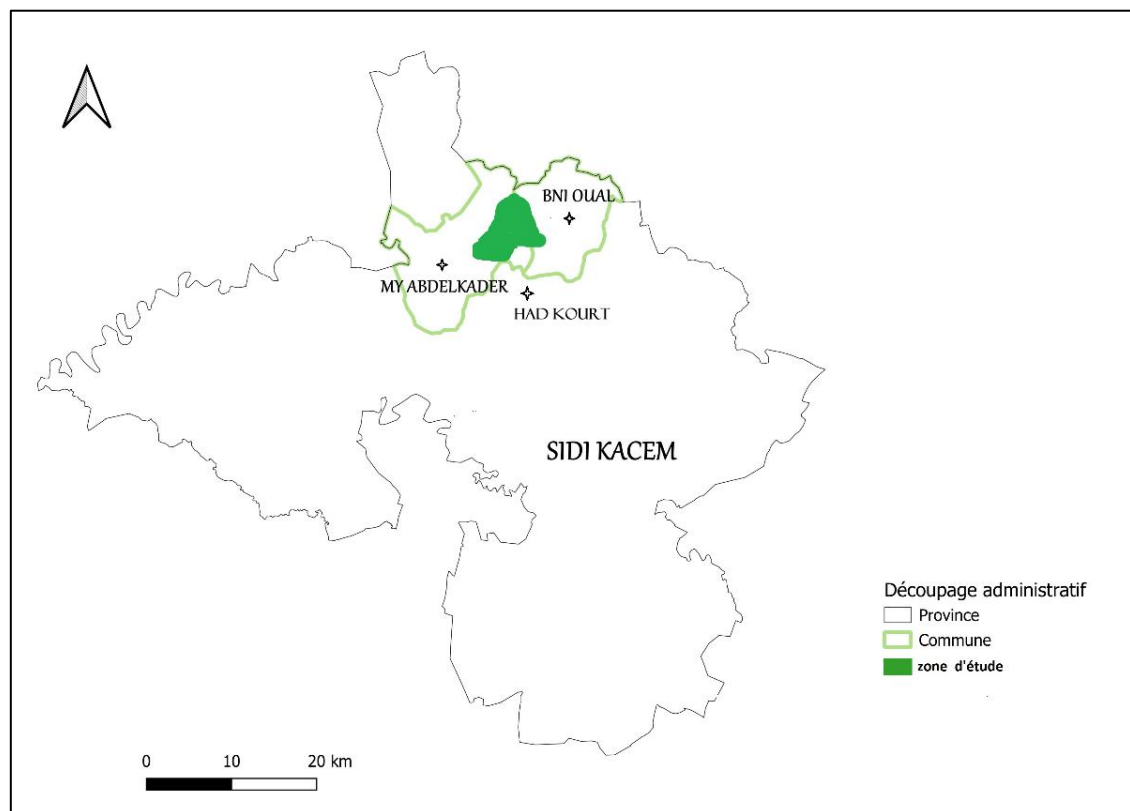 BNI OUAL
MY ABDELKADER
HAD KOURT
SIDI KACEM
Découpage administratif
Province
Commune
zone d'étude
0 10 20 km